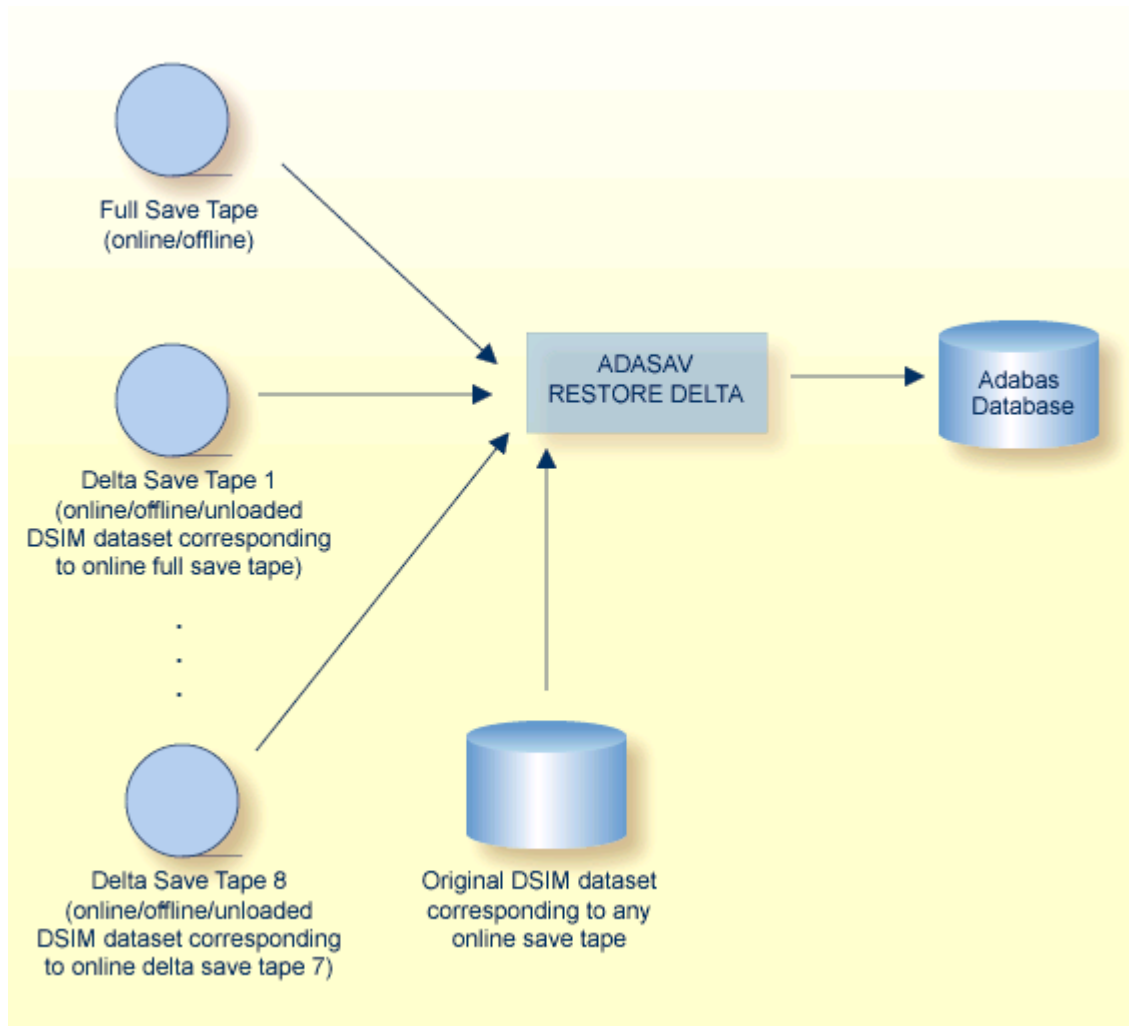 Full Save Tape
(online/offline)
ADASAV
RESTORE DELTA
Adabas
Database
Delta Save Tape 1
(online/offline/unloaded
DSIM dataset corresponding
to online full save tape)
.
.
.
Delta Save Tape 8
(online/offline/unloaded
DSIM dataset corresponding
to online delta save tape 7)
Original DSIM dataset
corresponding to any
online save tape